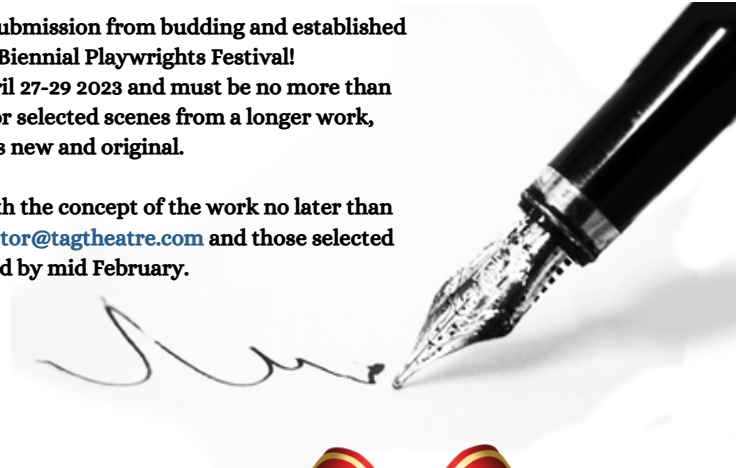 ubmission from budding and established
Biennial Playwrights Festival!
ril 27-29 2023 and must be no more than
or selected scenes from a longer work,
s new and original.
th the concept of the work no later than
ctor@tagtheatre.com and those selected
d by mid February.